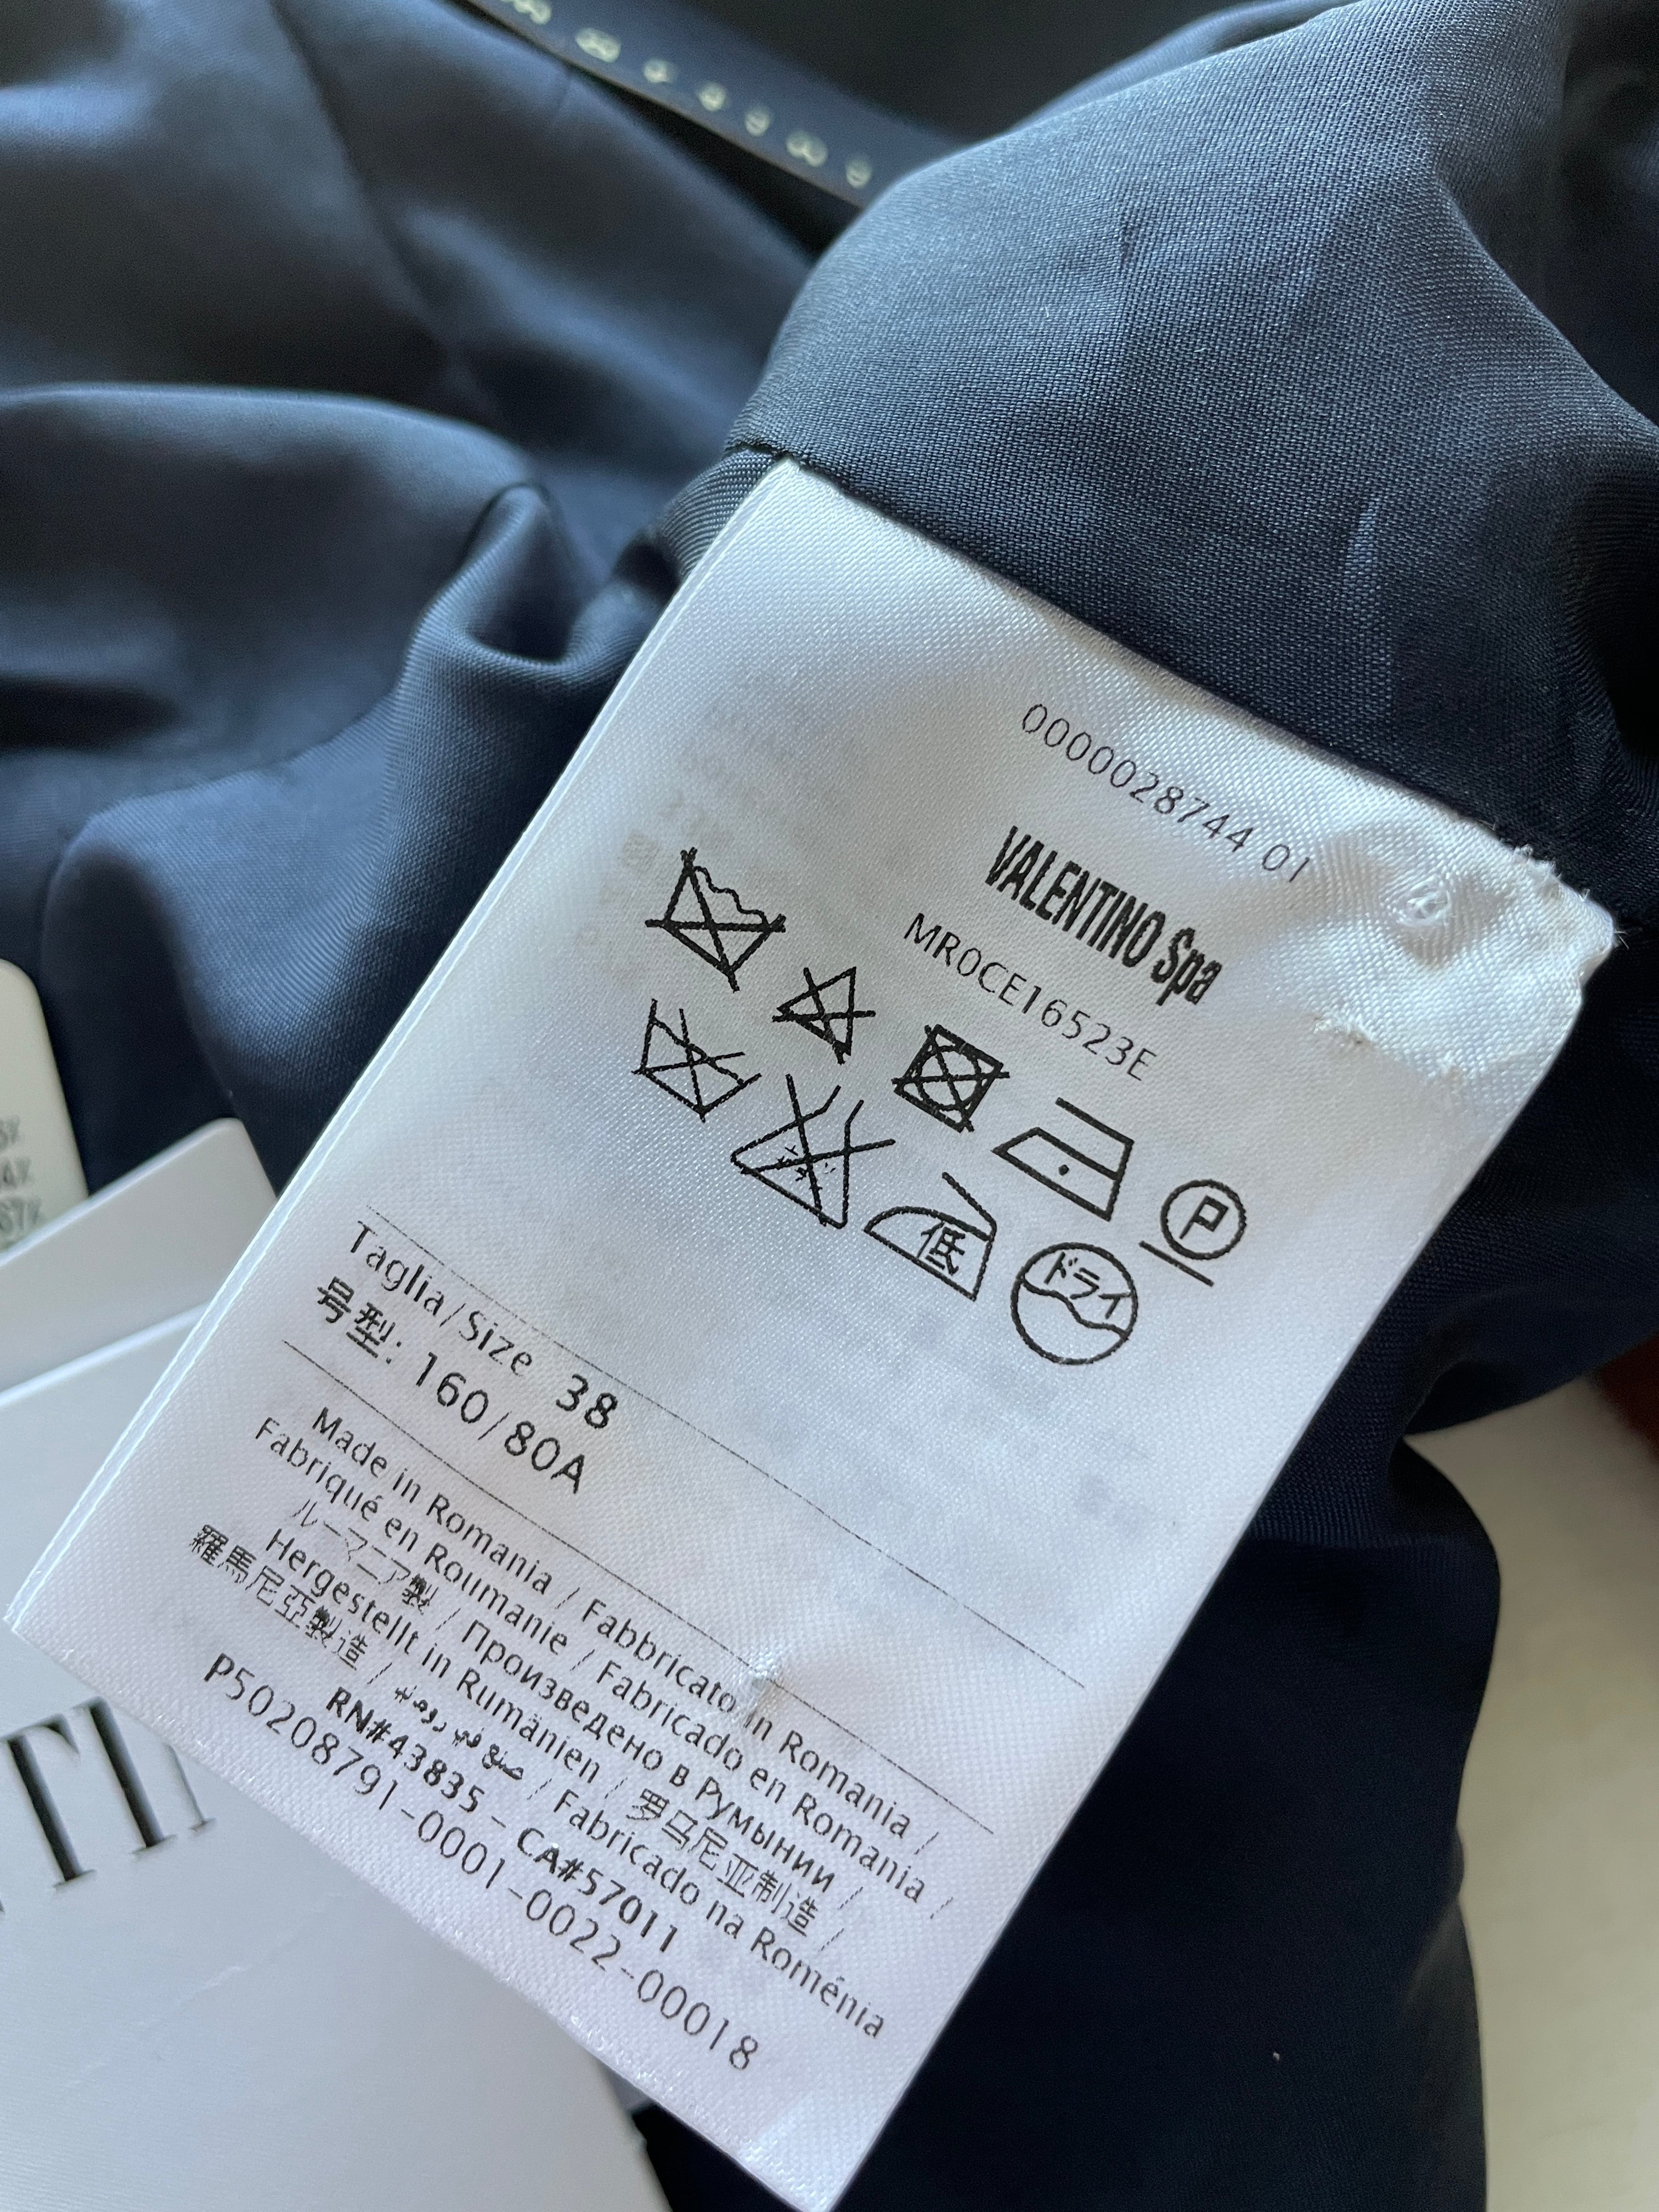 0000028744 01
VALENTINO Spa
MR0CE16523E
P
低
ドライ
Taglia/Size 38
号型: 160/80A
Made in Romania / Fabbricato in Romania /
Fabriqué en Roumanie / Fabricado en Romania /
ルーマニア製 / Произведено в Румынии /
Hergestellt in Rumänien / 罗马尼亚制造 /
羅馬尼亞製造 / صنع في رومانيا / Fabricado na Roménia
RN#43835 – CA#57011
P50208791-0001-0022-00018